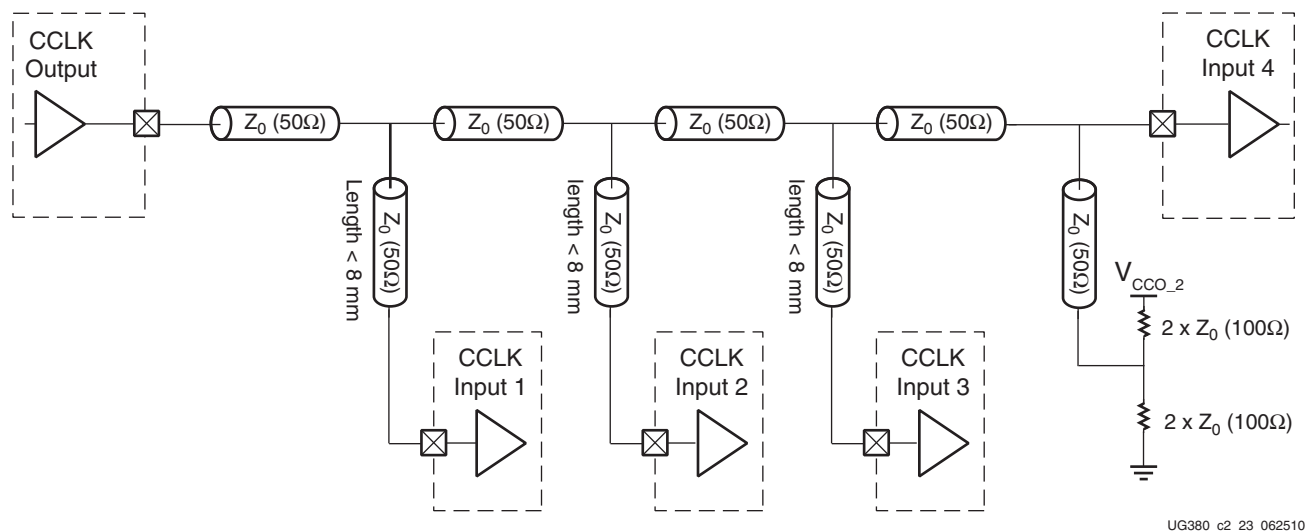 CCLK
Output
CCLK
Input 4
Z0 (50Ω)
Z0 (50Ω)
Z0 (50Ω)
Z0 (50Ω)
Length < 8 mm
Z0 (50Ω)
length < 8 mm
Z0 (50Ω)
length < 8 mm
Z0 (50Ω)
Z0 (50Ω)
VCCO_2
2 x Z0 (100Ω)
2 x Z0 (100Ω)
CCLK
Input 1
CCLK
Input 2
CCLK
Input 3
UG380_c2_23_062510